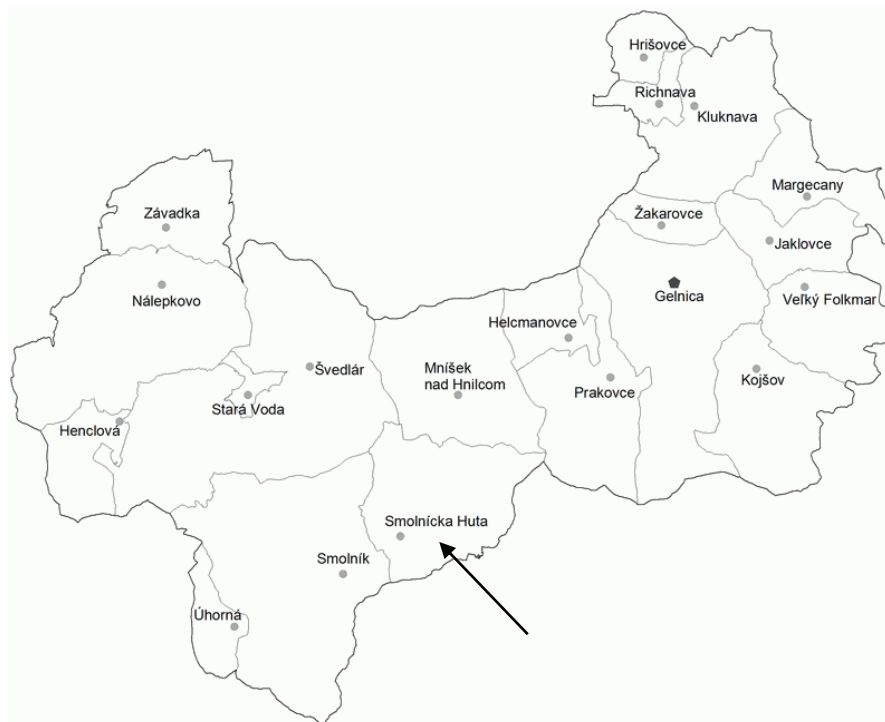 Hrišovce
Richnava
Kluknava
Margecany
Závadka
Žakarovce
Jaklovce
Nálepkovo
Gelnica
Veľký Folkmar
Helcmanovce
Švedlár
Mníšek
nad Hnilcom
Kojšov
Prakovce
Stará Voda
Henclová
Smolnícka Huta
Smolník
Úhorná